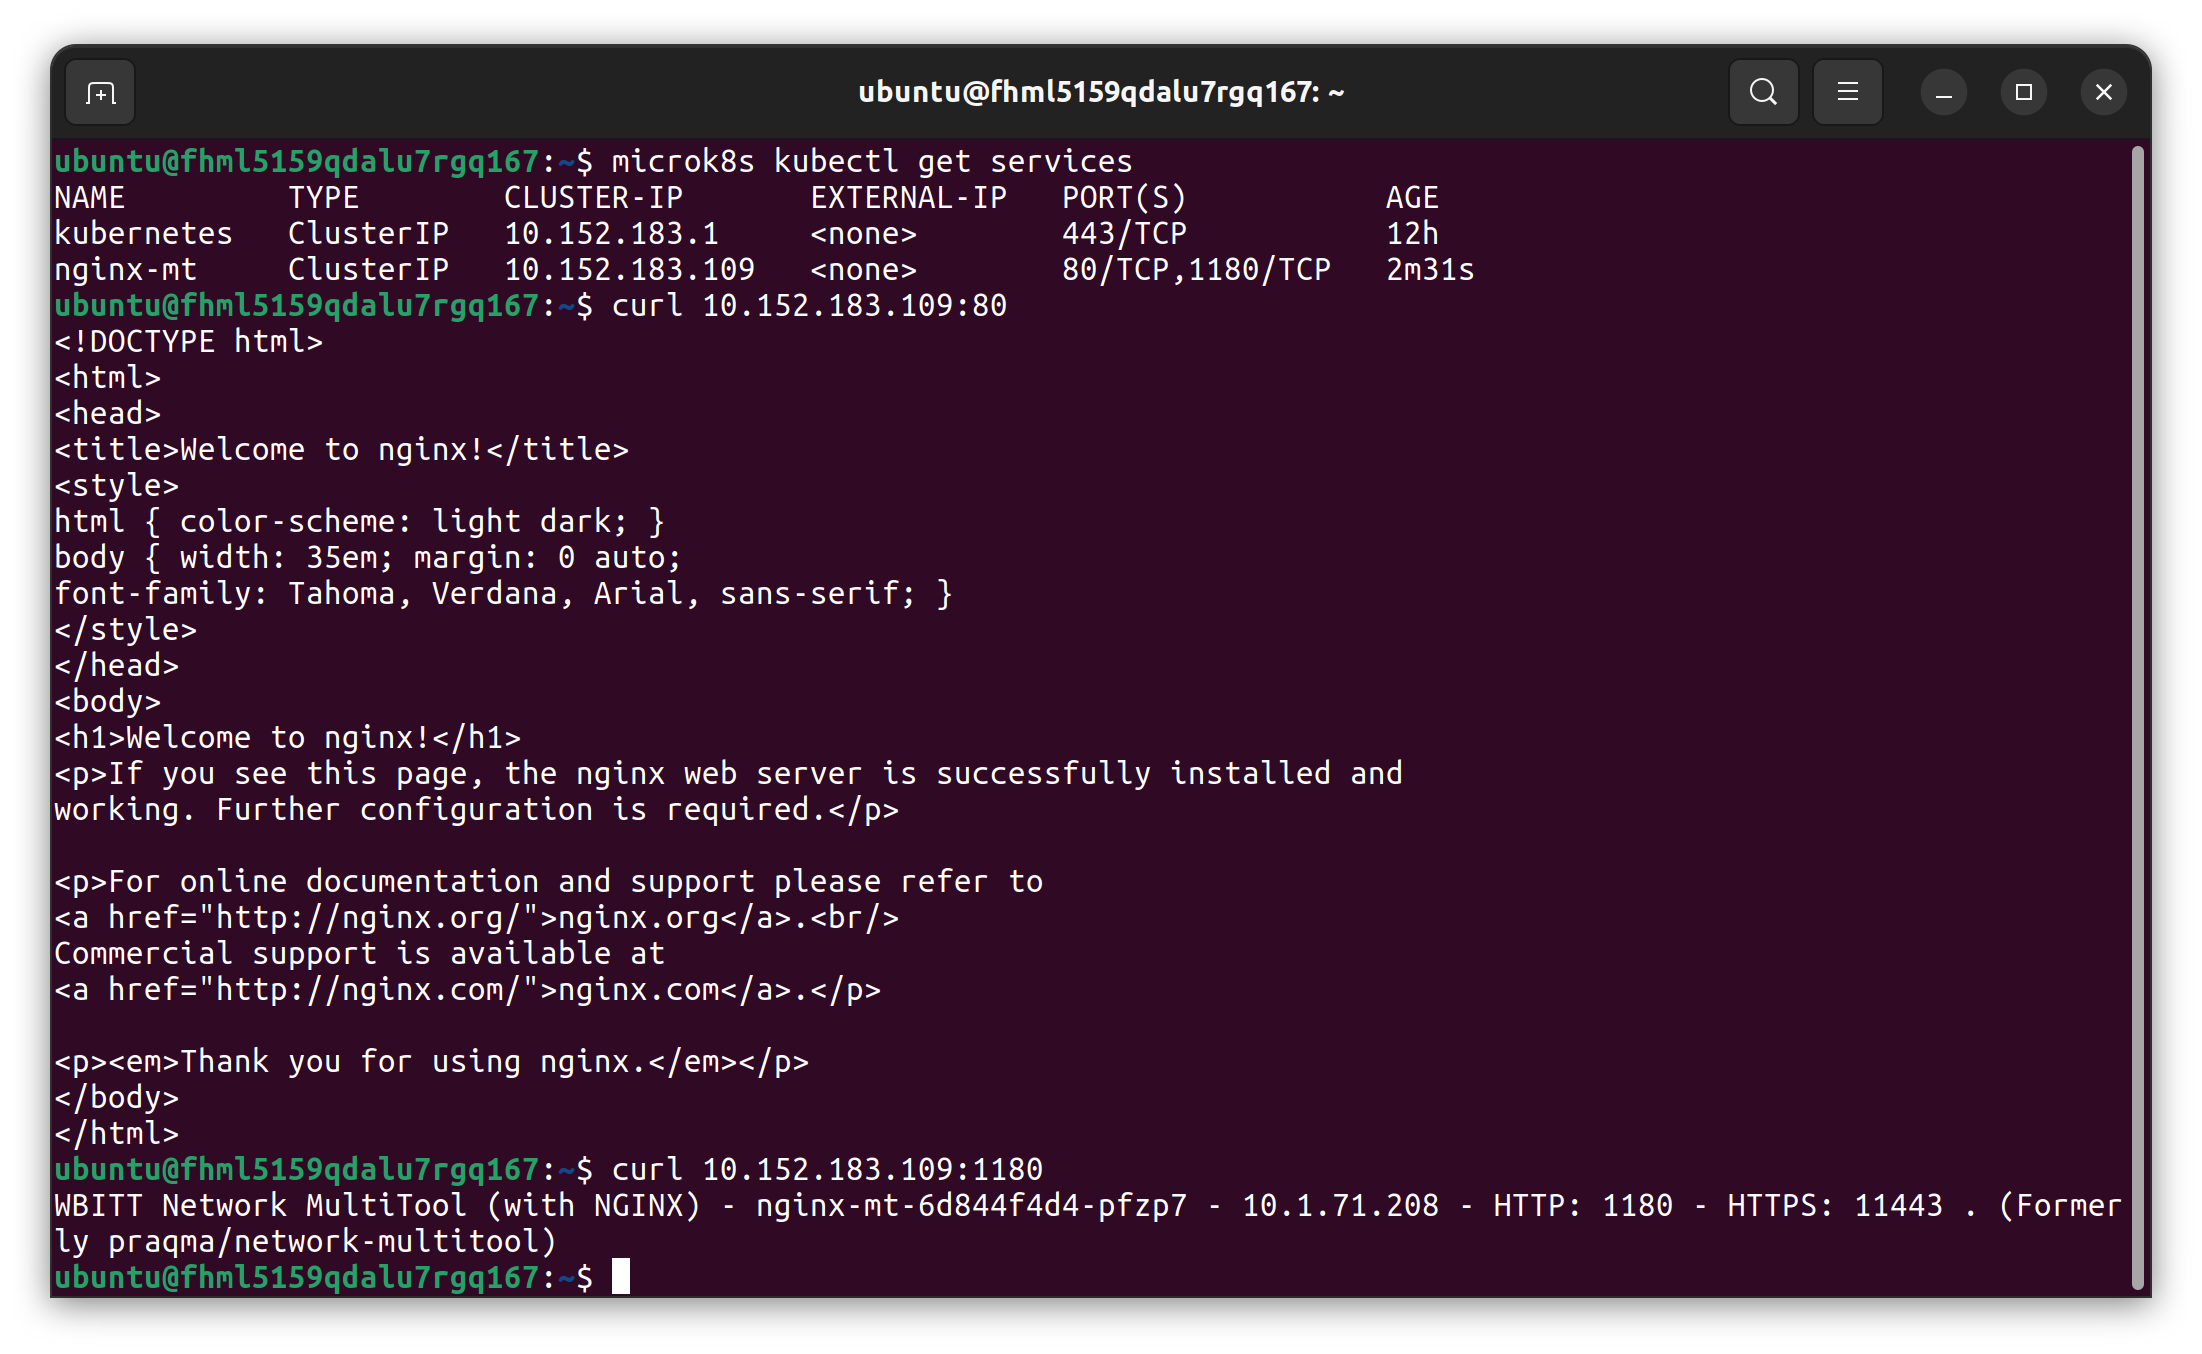 ubuntu@fhml5159qdalu7rgq167: ~
ubuntu@fhml5159qdalu7rgq167:~$ microk8s kubectl get services
NAME         TYPE        CLUSTER-IP       EXTERNAL-IP   PORT(S)           AGE
kubernetes   ClusterIP   10.152.183.1     <none>        443/TCP           12h
nginx-mt     ClusterIP   10.152.183.109   <none>        80/TCP,1180/TCP   2m31s
ubuntu@fhml5159qdalu7rgq167:~$ curl 10.152.183.109:80
<!DOCTYPE html>
<html>
<head>
<title>Welcome to nginx!</title>
<style>
html { color-scheme: light dark; }
body { width: 35em; margin: 0 auto;
font-family: Tahoma, Verdana, Arial, sans-serif; }
</style>
</head>
<body>
<h1>Welcome to nginx!</h1>
<p>If you see this page, the nginx web server is successfully installed and
working. Further configuration is required.</p>

<p>For online documentation and support please refer to
<a href="http://nginx.org/">nginx.org</a>.<br/>
Commercial support is available at
<a href="http://nginx.com/">nginx.com</a>.</p>

<p><em>Thank you for using nginx.</em></p>
</body>
</html>
ubuntu@fhml5159qdalu7rgq167:~$ curl 10.152.183.109:1180
WBITT Network MultiTool (with NGINX) - nginx-mt-6d844f4d4-pfzp7 - 10.1.71.208 - HTTP: 1180 - HTTPS: 11443 . (Former
ly praqma/network-multitool)
ubuntu@fhml5159qdalu7rgq167:~$